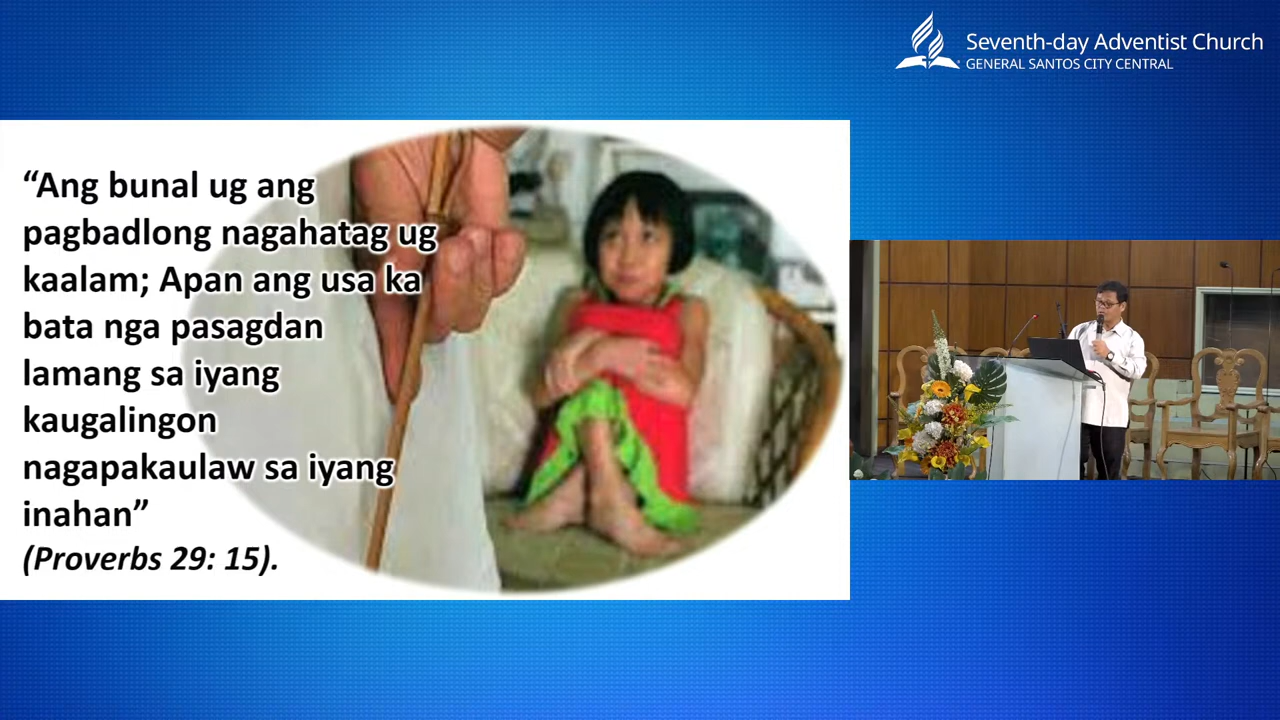 Seventh-day Adventist Church
GENERAL SANTOS CITY CENTRAL
“Ang bunal ug ang
pagbadlong nagahatag ug
kaalam; Apan ang usa ka
bata nga pasagdan
lamang sa iyang
kaugalingon
nagapakaulaw sa iyang
inahan”
(Proverbs 29: 15).